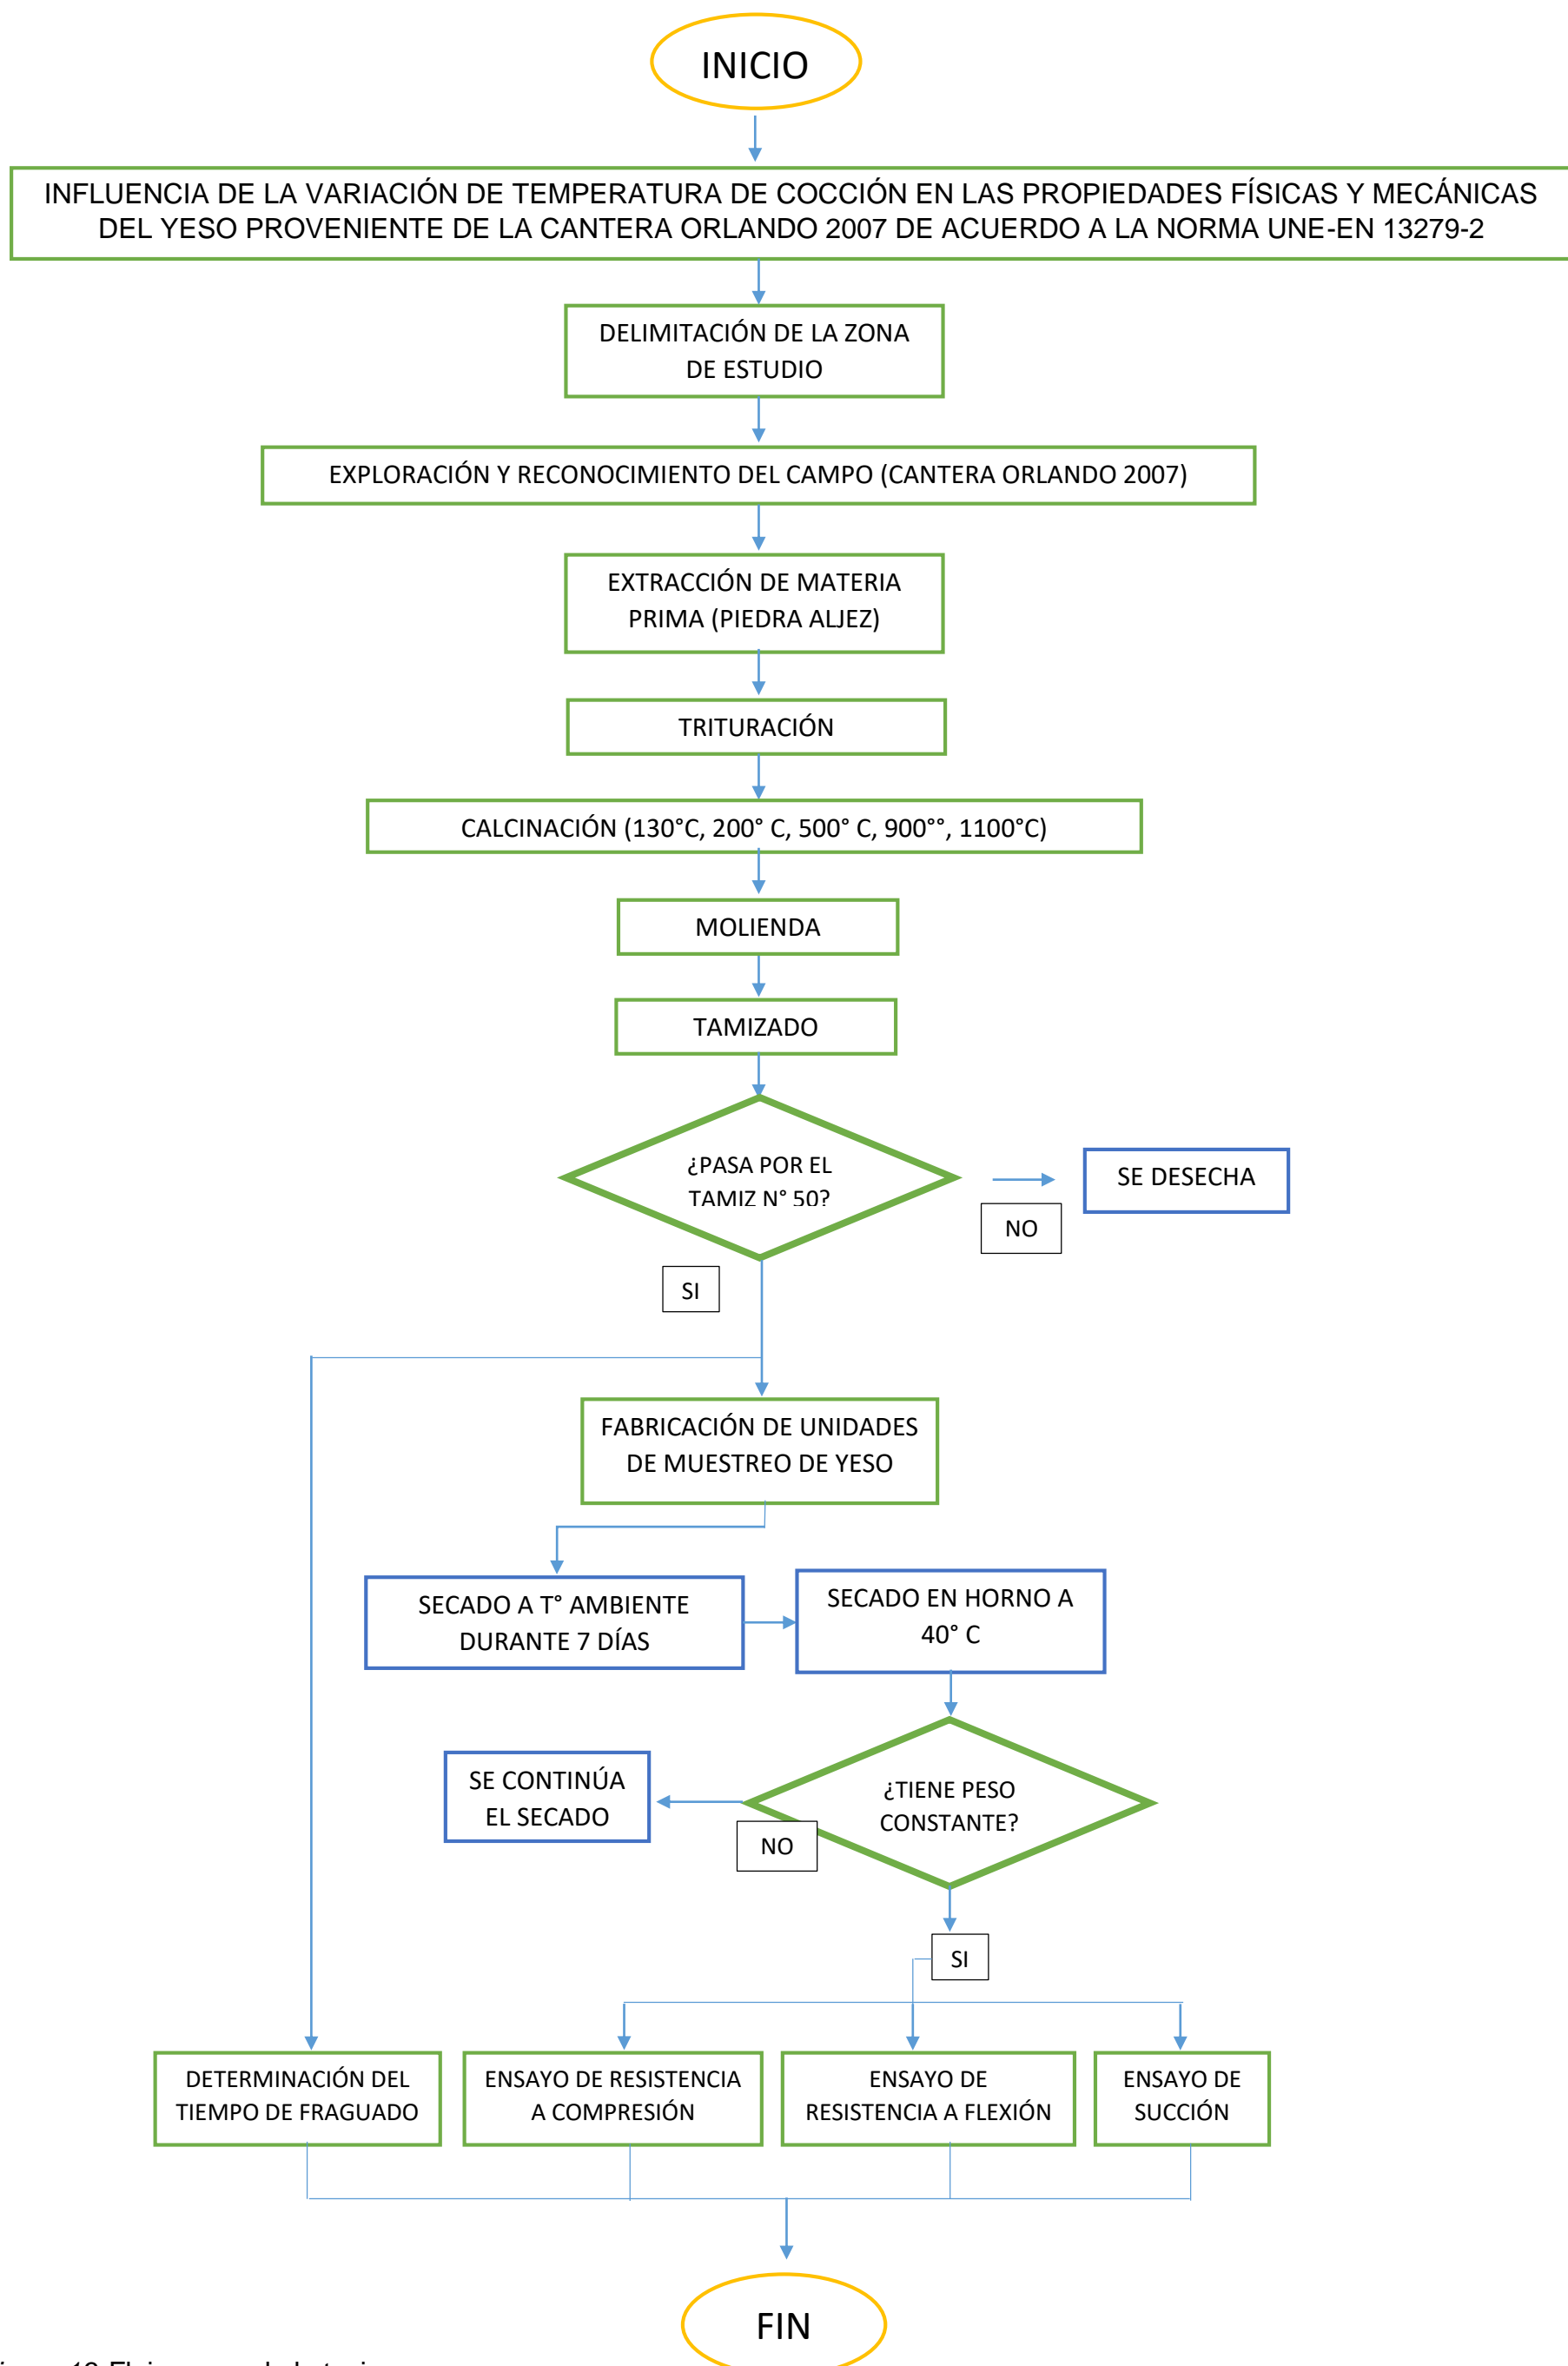 INICIO
INFLUENCIA DE LA VARIACIÓN DE TEMPERATURA DE COCCIÓN EN LAS PROPIEDADES FÍSICAS Y MECÁNICAS
DEL YESO PROVENIENTE DE LA CANTERA ORLANDO 2007 DE ACUERDO A LA NORMA UNE-EN 13279-2
DELIMITACIÓN DE LA ZONA
DE ESTUDIO
EXPLORACIÓN Y RECONOCIMIENTO DEL CAMPO (CANTERA ORLANDO 2007)
EXTRACCIÓN DE MATERIA
PRIMA (PIEDRA ALJEZ)
TRITURACIÓN
CALCINACIÓN (130°C, 200° C, 500° C, 900°°, 1100°C)
MOLIENDA
TAMIZADO
¿PASA POR EL
TAMIZ N° 50?
SE DESECHA
NO
SI
FABRICACIÓN DE UNIDADES
DE MUESTREO DE YESO
SECADO A T° AMBIENTE
DURANTE 7 DÍAS
SECADO EN HORNO A
40° C
¿TIENE PESO
CONSTANTE?
SE CONTINÚA
EL SECADO
NO
SI
DETERMINACIÓN DEL
TIEMPO DE FRAGUADO
ENSAYO DE RESISTENCIA
A COMPRESIÓN
ENSAYO DE
RESISTENCIA A FLEXIÓN
ENSAYO DE
SUCCIÓN
FIN